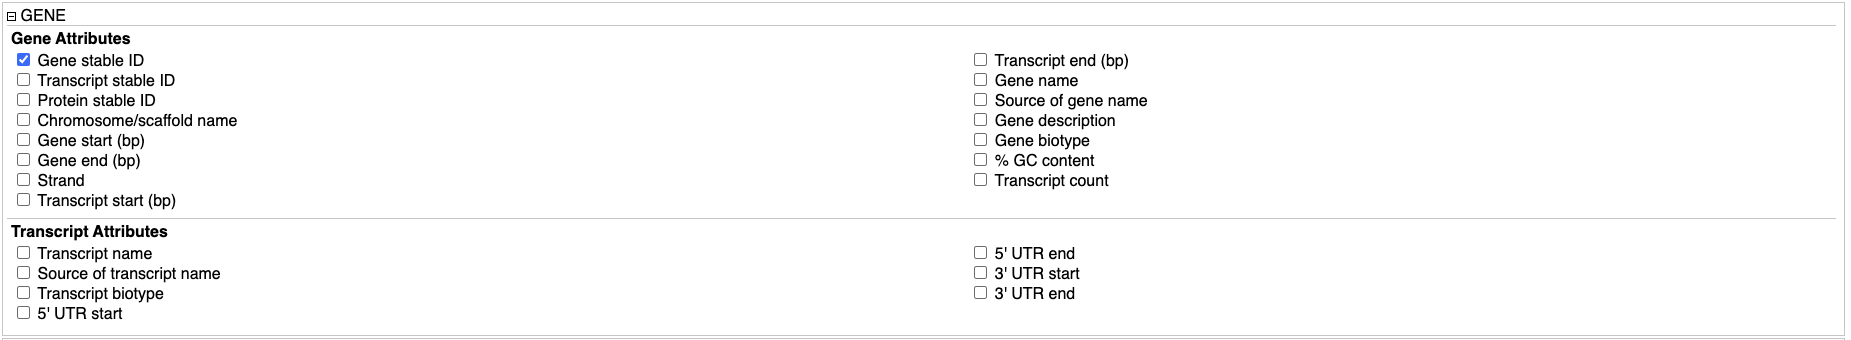 GENE
Gene Attributes
Gene stable ID
Transcript stable ID
Protein stable ID
Chromosome/scaffold name
Gene start (bp)
Gene end (bp)
Strand
Transcript start (bp)
Transcript end (bp)
Gene name
Source of gene name
Gene description
Gene biotype
% GC content
Transcript count
Transcript Attributes
Transcript name
Source of transcript name
Transcript biotype
5' UTR start
5' UTR end
3' UTR start
3' UTR end